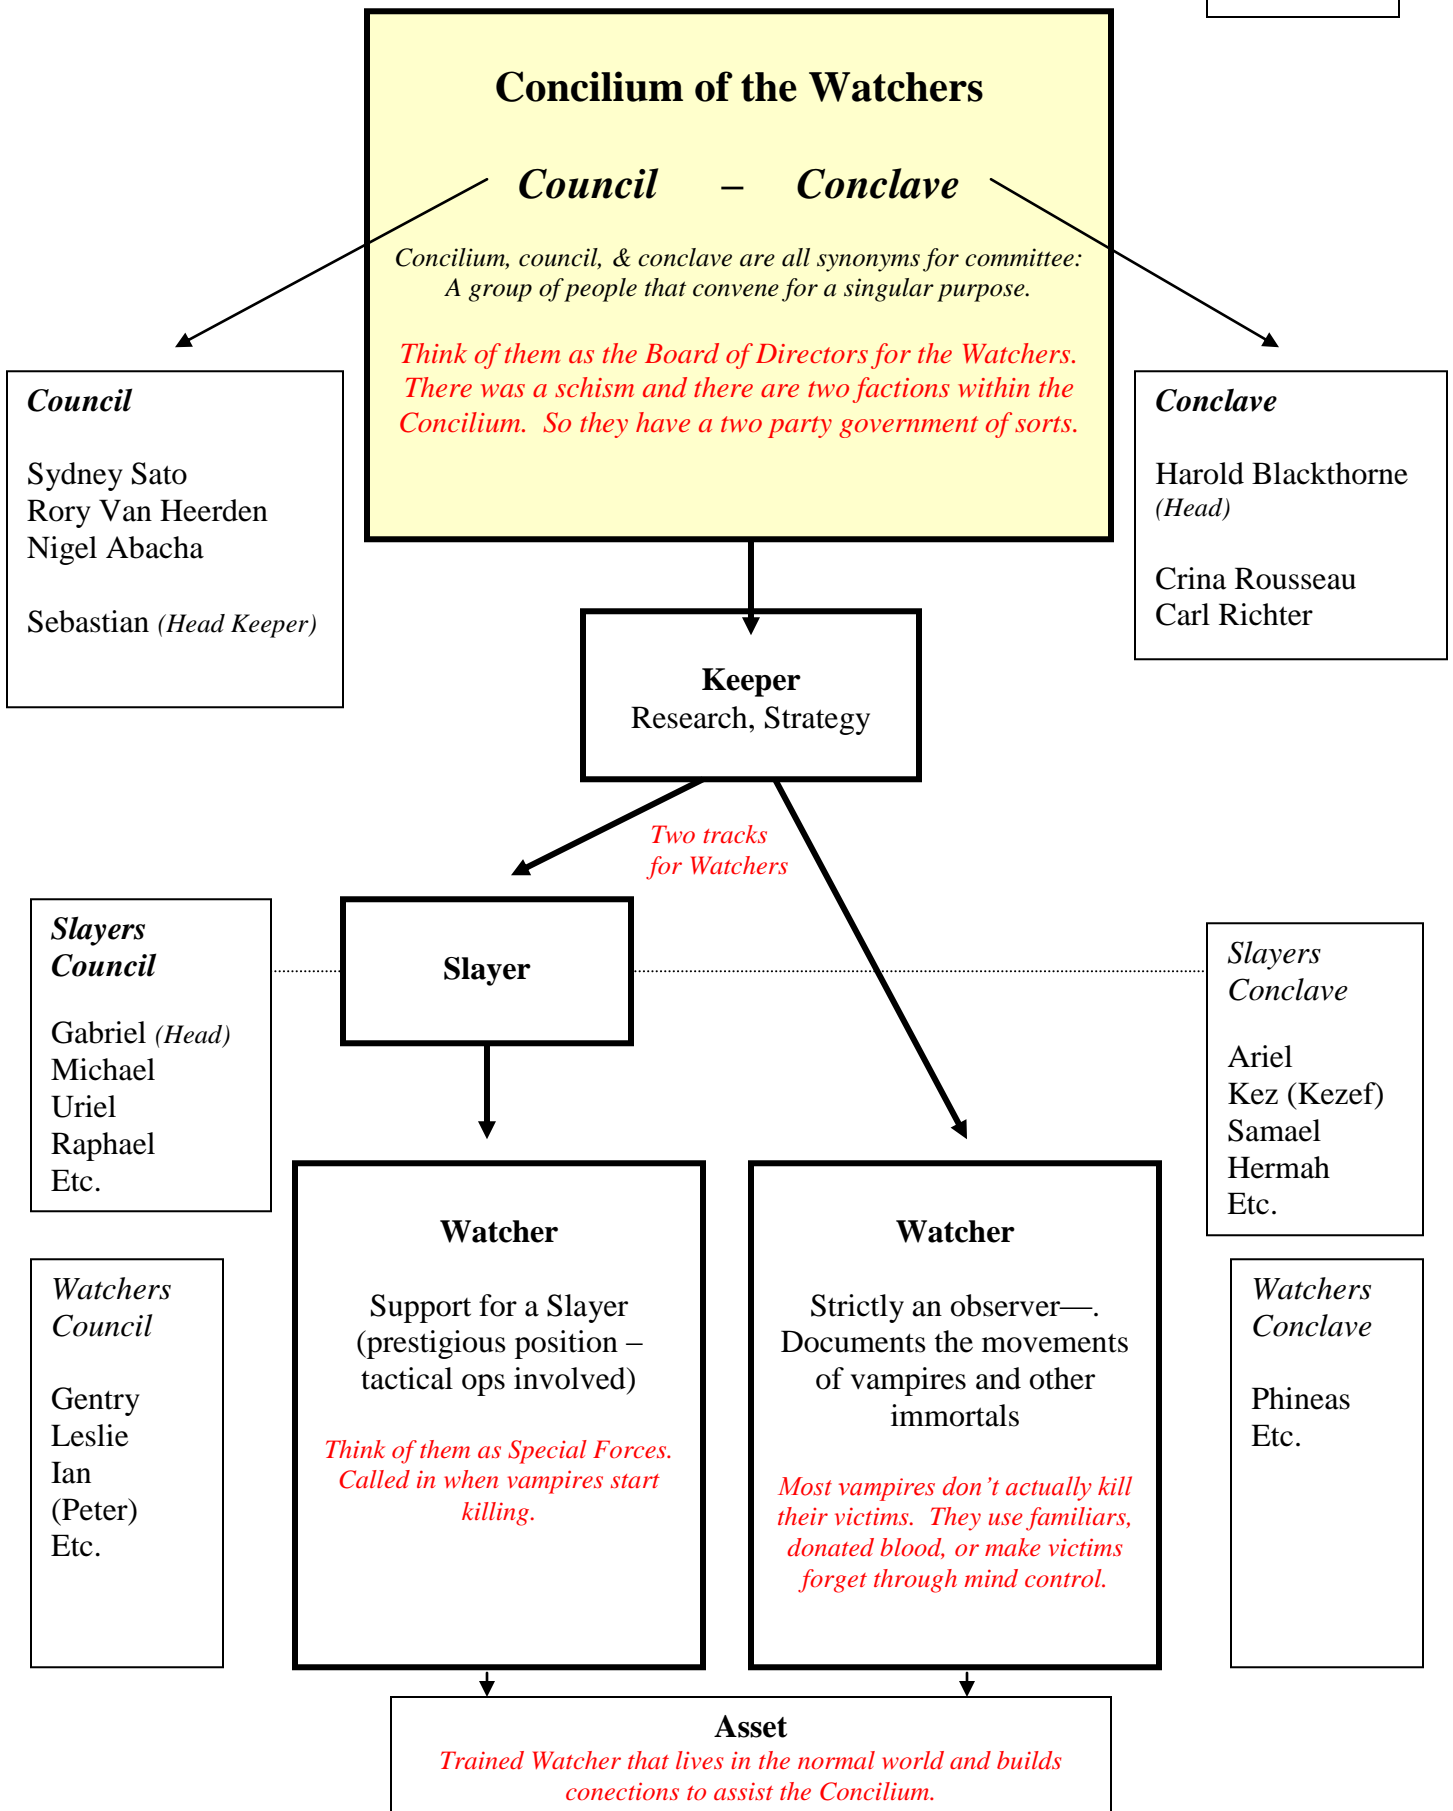 Concilium of the Watchers
Council – Conclave
Concilium, council, & conclave are all synonyms for committee:
A group of people that convene for a singular purpose.
Think of them as the Board of Directors for the Watchers.
There was a schism and there are two factions within the
Concilium. So they have a two party government of sorts.
Council
Sydney Sato
Rory Van Heerden
Nigel Abacha
Sebastian (Head Keeper)
Conclave
Harold Blackthorne
(Head)
Crina Rousseau
Carl Richter
Keeper
Research, Strategy
Two tracks
for Watchers
Slayers
Council
Gabriel (Head)
Michael
Uriel
Raphael
Etc.
Slayer
Slayers
Conclave
Ariel
Kez (Kezef)
Samael
Hermah
Etc.
Watchers
Council
Gentry
Leslie
Ian
(Peter)
Etc.
Watcher
Support for a Slayer
(prestigious position –
tactical ops involved)
Think of them as Special Forces.
Called in when vampires start
killing.
Watcher
Strictly an observer—.
Documents the movements
of vampires and other
immortals
Most vampires don’t actually kill
their victims. They use familiars,
donated blood, or make victims
forget through mind control.
Watchers
Conclave
Phineas
Etc.
Asset
Trained Watcher that lives in the normal world and builds
conections to assist the Concilium.